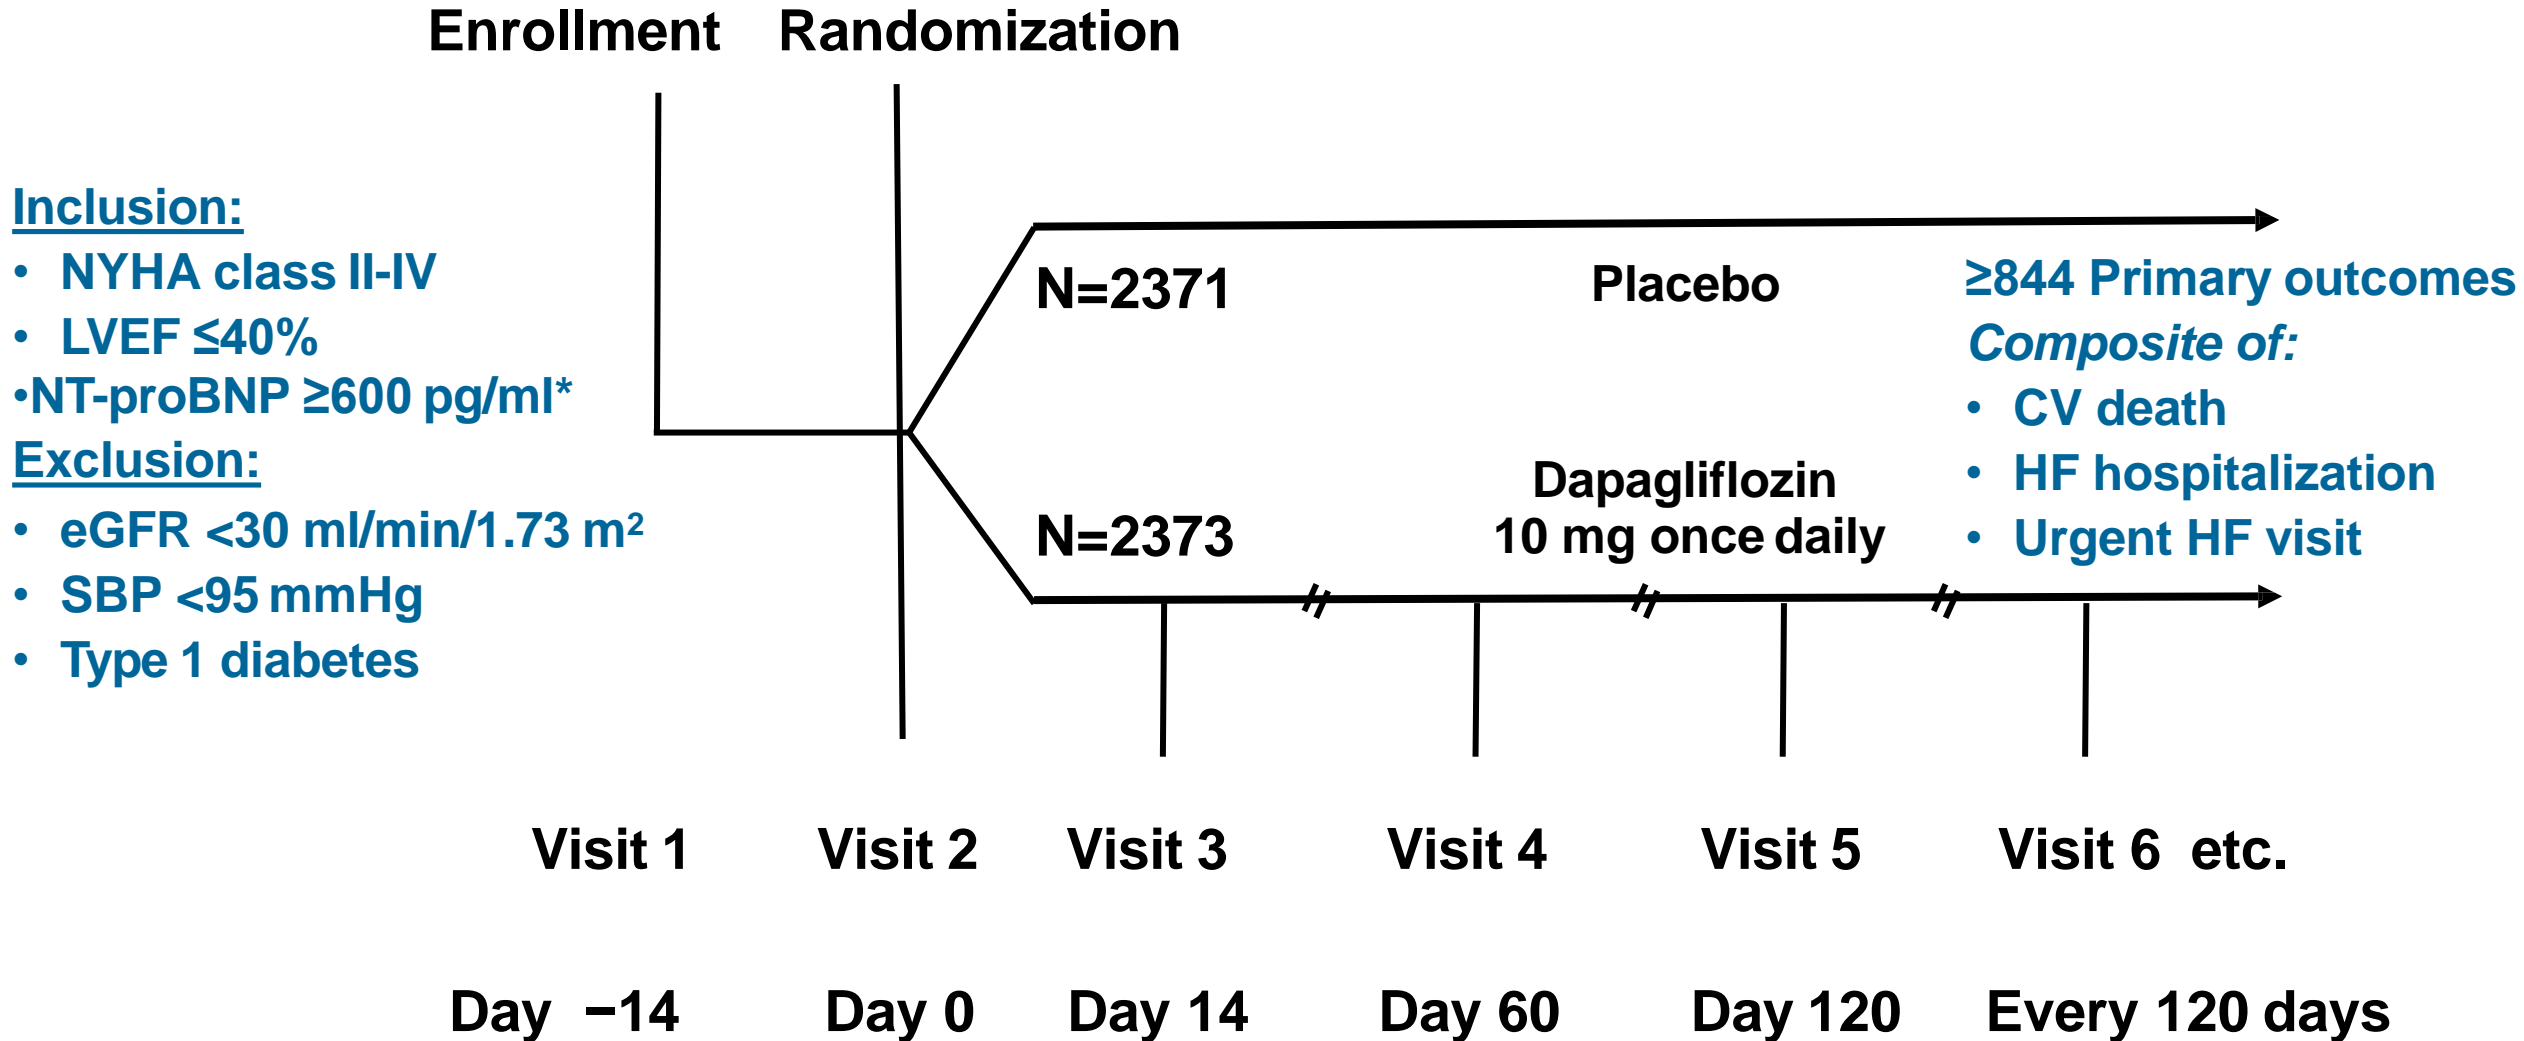 Enrollment Randomization
Inclusion:
• NYHA class II-IV
• LVEF ≤40%
•NT-proBNP ≥600 pg/ml*
Exclusion:
• eGFR <30 ml/min/1.73 m²
• SBP <95 mmHg
• Type 1 diabetes
N=2371
Placebo
N=2373
Dapagliflozin
10 mg once daily
≥844 Primary outcomes
Composite of:
• CV death
• HF hospitalization
• Urgent HF visit
Visit 1 Visit 2 Visit 3 Visit 4 Visit 5 Visit 6 etc.
Day −14 Day 0 Day 14 Day 60 Day 120 Every 120 days